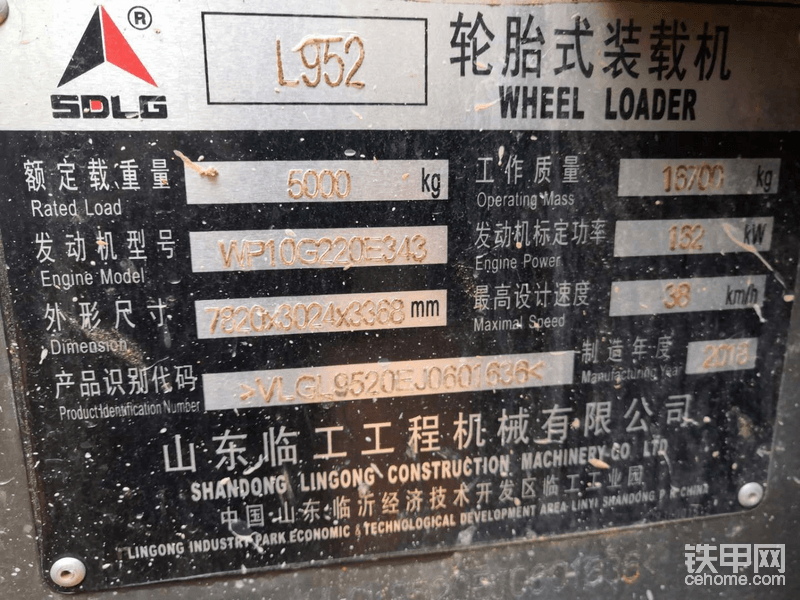 SDLG ®
L952
轮胎式装载机
WHEEL LOADER
额定载重量 5000 kg
Rated Load
工作质量 16700 kg
Operating Mass
发动机型号 WP10G220E343
Engine Model
发动机标定功率 162 kW
Engine Power
外形尺寸 7820x3024x3368 mm
Dimension
最高设计速度 38 km/h
Maximal Speed
产品识别代码 >VLGL9520EJ0601636<
Product Identification Number
制造年度 2018
Manufacturing Year
山东临工工程机械有限公司
SHANDONG LINGONG CONSTRUCTION MACHINERY CO LTD
中国·山东·临沂经济技术开发区临工工业园
LINGONG INDUSTRY PARK ECONOMIC & TECHNOLOGICAL DEVELOPMENT AREA LINYI SHANDONG P R CHINA
铁甲网
cehome.com